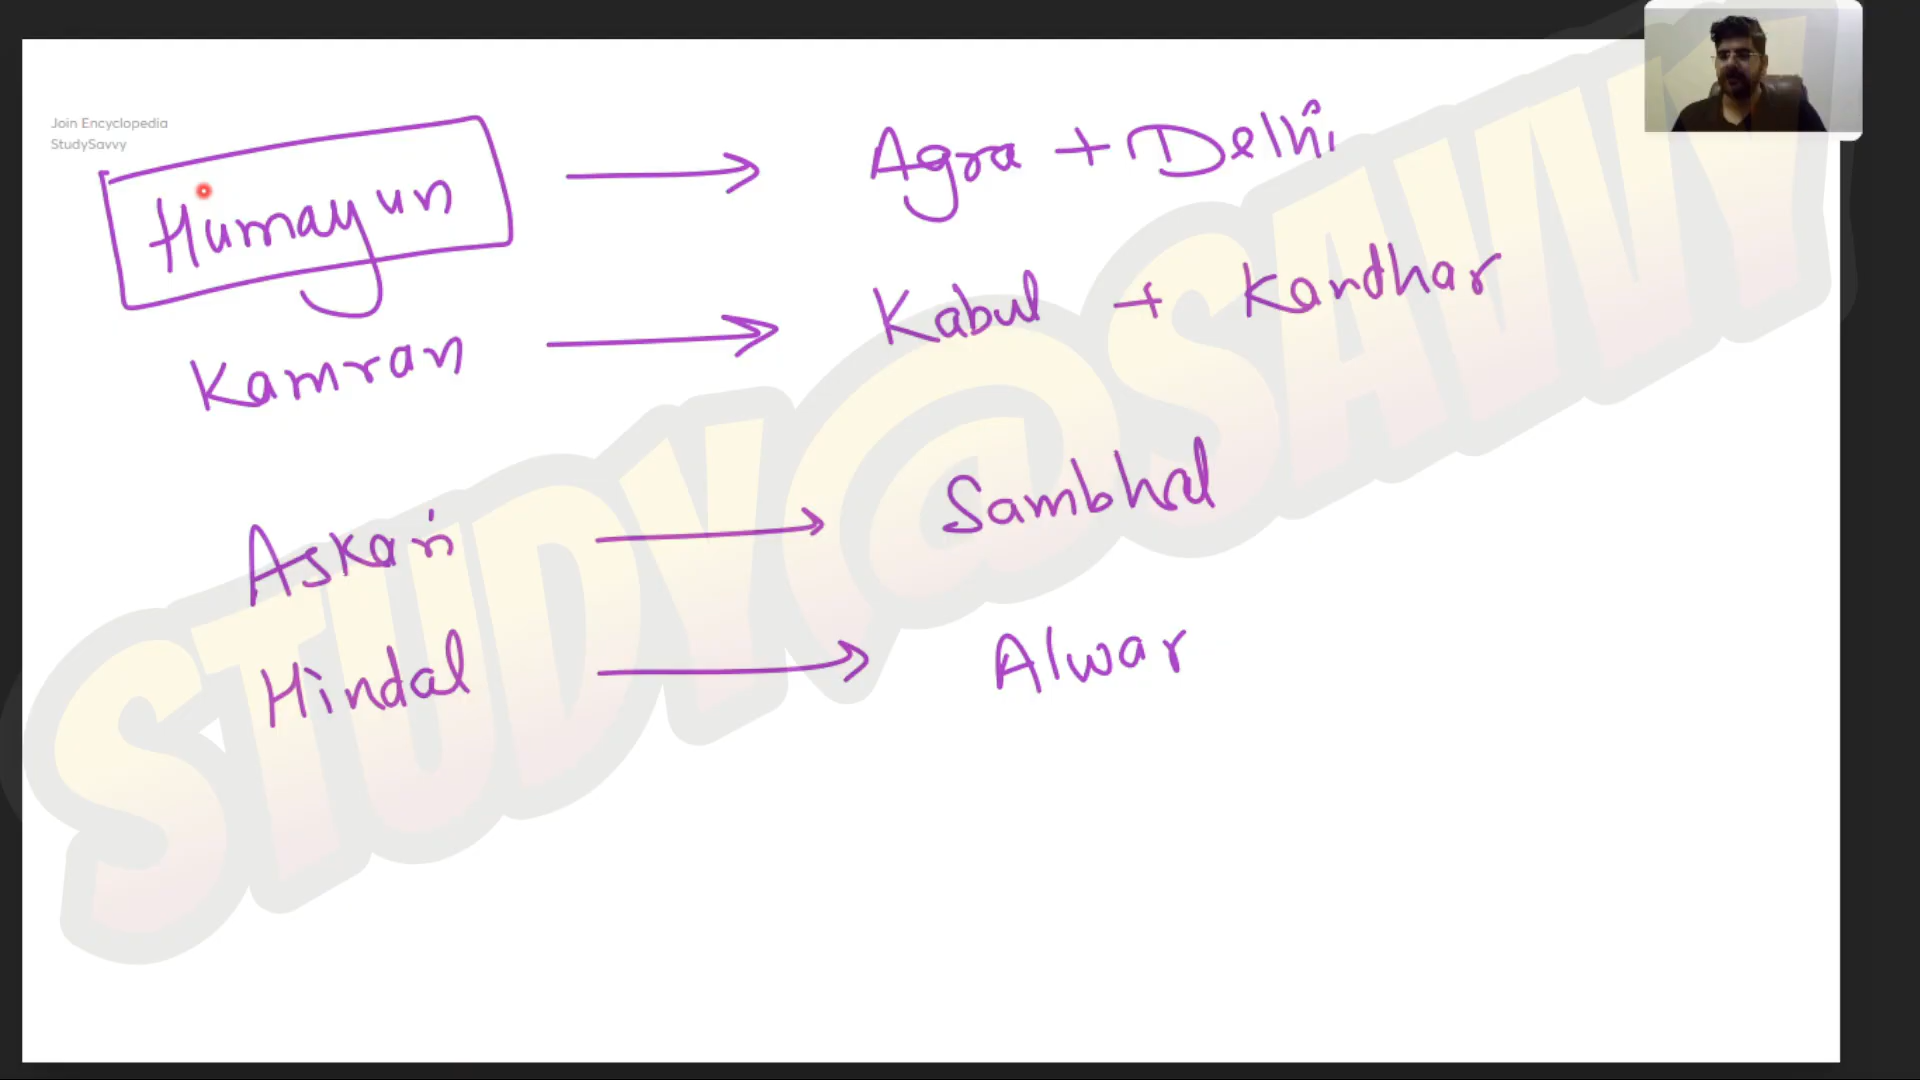 Join Encyclopedia
StudySavvy
Humayun → Agra + Delhi
Kamran → Kabul + Kandhar
Askari → Sambhal
Hindal → Alwar
STUDY@SAVVY